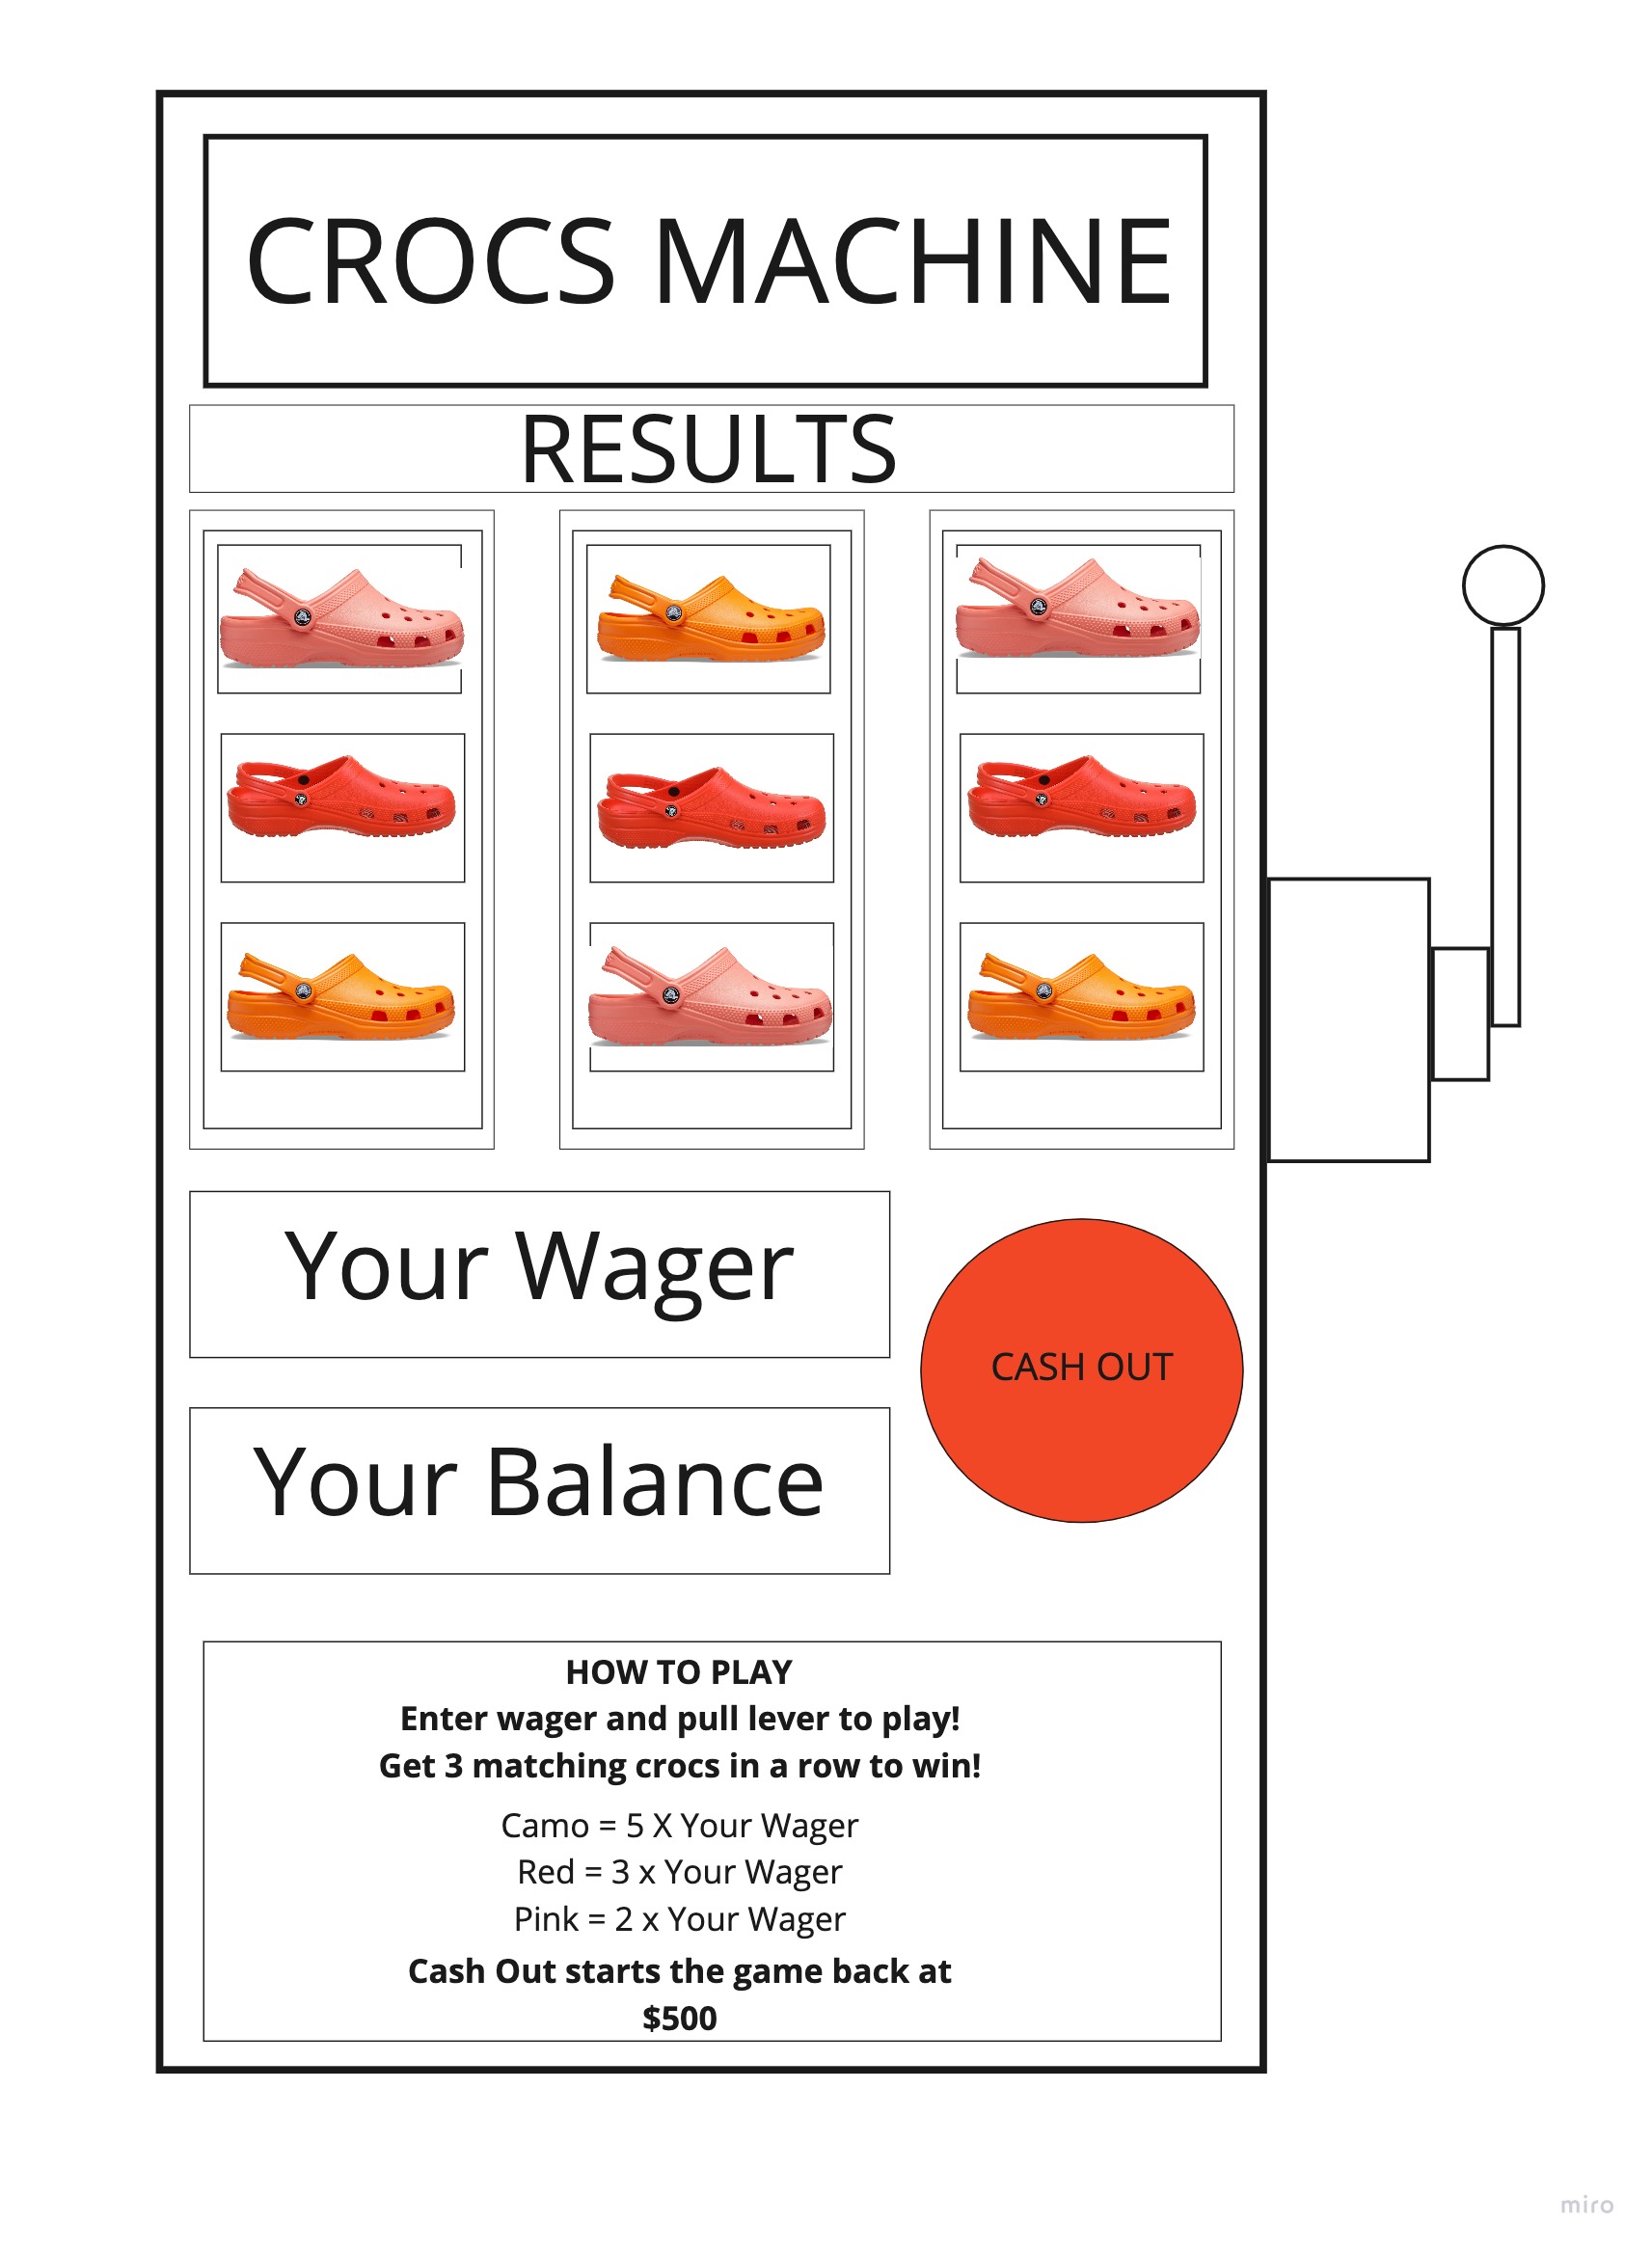 CROCS MACHINE
RESULTS
Your Wager
CASH OUT
Your Balance
HOW TO PLAY
Enter wager and pull lever to play!
Get 3 matching crocs in a row to win!
Camo = 5 X Your Wager
Red = 3 x Your Wager
Pink = 2 x Your Wager
Cash Out starts the game back at
$500
miro